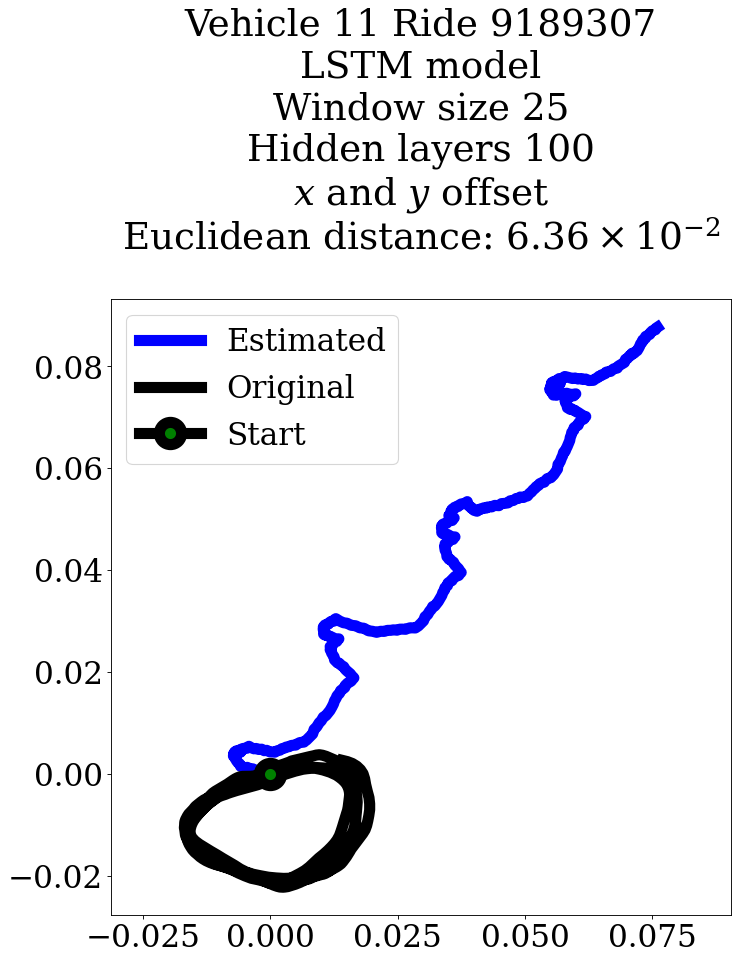 Vehicle 11 Ride 9189307
LSTM model
Window size 25
Hidden layers 100
x and y offset
Euclidean distance: 6.36 × 10⁻²
Estimated
Original
Start
0.08
0.06
0.04
0.02
0.00
−0.02
−0.025 0.000 0.025 0.050 0.075